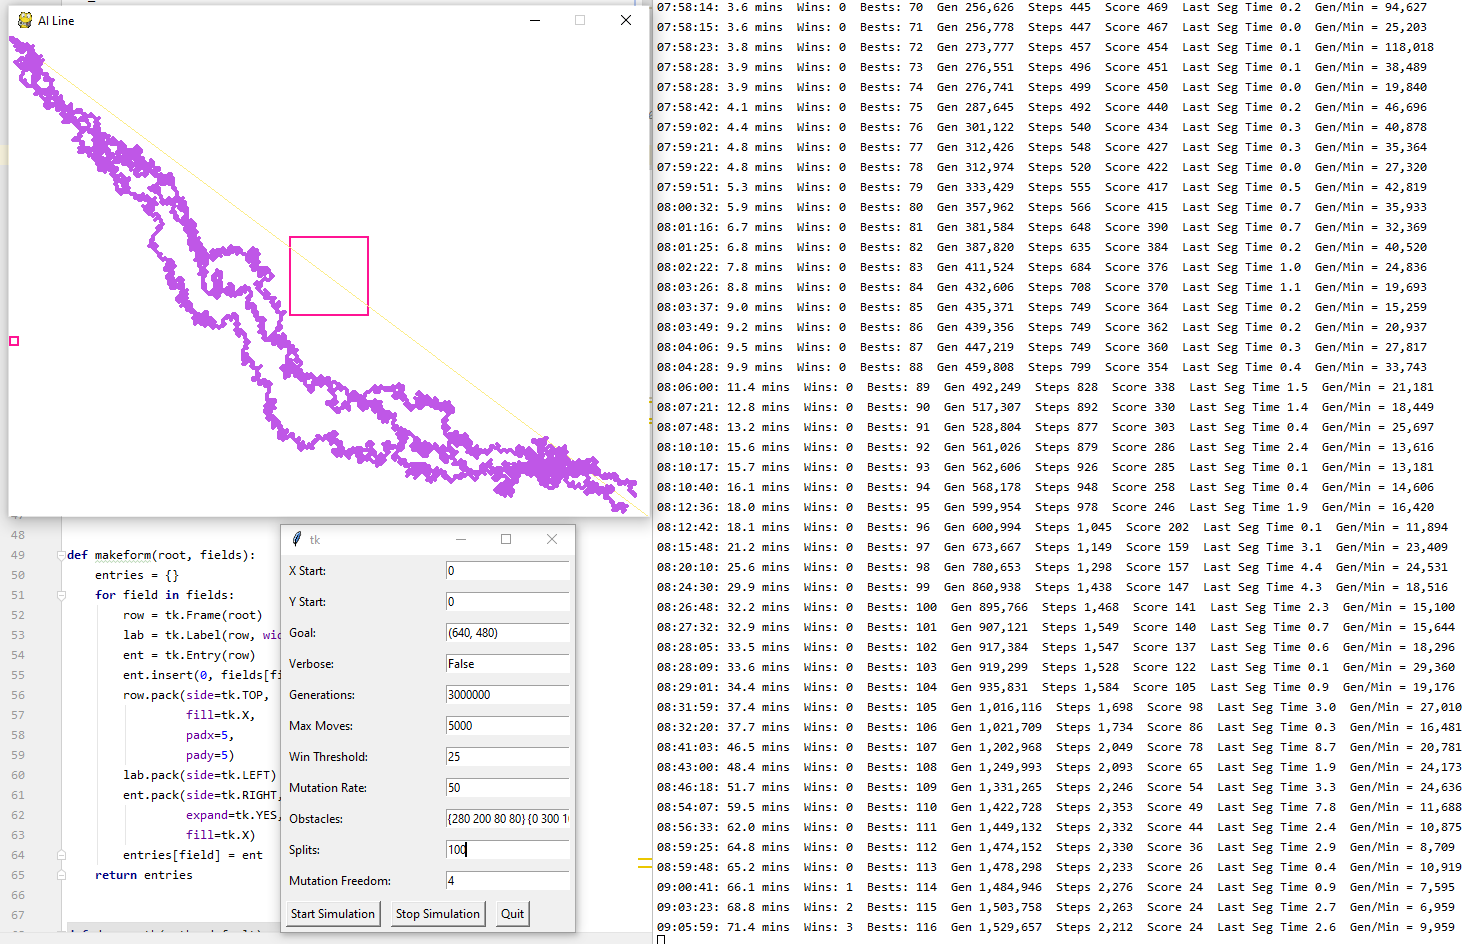 AI Line
48
49 def makeform(root, fields):
50 entries = {}
51 for field in fields:
52 row = tk.Frame(root)
53 lab = tk.Label(row, wid
54 ent = tk.Entry(row)
55 ent.insert(0, fields[fi
56 row.pack(side=tk.TOP,
57 fill=tk.X,
58 padx=5,
59 pady=5)
60 lab.pack(side=tk.LEFT)
61 ent.pack(side=tk.RIGHT,
62 expand=tk.YES,
63 fill=tk.X)
64 entries[field] = ent
65 return entries
66
67
tk
X Start: 0
Y Start: 0
Goal: (640, 480)
Verbose: False
Generations: 3000000
Max Moves: 5000
Win Threshold: 25
Mutation Rate: 50
Obstacles: {280 200 80 80} {0 300 1
Splits: 100
Mutation Freedom: 4
Start Simulation Stop Simulation Quit
07:58:14: 3.6 mins Wins: 0 Bests: 70 Gen 256,626 Steps 445 Score 469 Last Seg Time 0.2 Gen/Min = 94,627
07:58:15: 3.6 mins Wins: 0 Bests: 71 Gen 256,778 Steps 447 Score 467 Last Seg Time 0.0 Gen/Min = 25,203
07:58:23: 3.8 mins Wins: 0 Bests: 72 Gen 273,777 Steps 457 Score 454 Last Seg Time 0.1 Gen/Min = 118,018
07:58:28: 3.9 mins Wins: 0 Bests: 73 Gen 276,551 Steps 496 Score 451 Last Seg Time 0.1 Gen/Min = 38,489
07:58:28: 3.9 mins Wins: 0 Bests: 74 Gen 276,741 Steps 499 Score 450 Last Seg Time 0.0 Gen/Min = 19,840
07:58:42: 4.1 mins Wins: 0 Bests: 75 Gen 287,645 Steps 492 Score 440 Last Seg Time 0.2 Gen/Min = 46,696
07:59:02: 4.4 mins Wins: 0 Bests: 76 Gen 301,122 Steps 540 Score 434 Last Seg Time 0.3 Gen/Min = 40,878
07:59:21: 4.8 mins Wins: 0 Bests: 77 Gen 312,426 Steps 548 Score 427 Last Seg Time 0.3 Gen/Min = 35,364
07:59:22: 4.8 mins Wins: 0 Bests: 78 Gen 312,974 Steps 520 Score 422 Last Seg Time 0.0 Gen/Min = 27,320
07:59:51: 5.3 mins Wins: 0 Bests: 79 Gen 333,429 Steps 555 Score 417 Last Seg Time 0.5 Gen/Min = 42,819
08:00:32: 5.9 mins Wins: 0 Bests: 80 Gen 357,962 Steps 566 Score 415 Last Seg Time 0.7 Gen/Min = 35,933
08:01:16: 6.7 mins Wins: 0 Bests: 81 Gen 381,584 Steps 648 Score 390 Last Seg Time 0.7 Gen/Min = 32,369
08:01:25: 6.8 mins Wins: 0 Bests: 82 Gen 387,820 Steps 635 Score 384 Last Seg Time 0.2 Gen/Min = 40,520
08:02:22: 7.8 mins Wins: 0 Bests: 83 Gen 411,524 Steps 684 Score 376 Last Seg Time 1.0 Gen/Min = 24,836
08:03:26: 8.8 mins Wins: 0 Bests: 84 Gen 432,606 Steps 708 Score 370 Last Seg Time 1.1 Gen/Min = 19,693
08:03:37: 9.0 mins Wins: 0 Bests: 85 Gen 435,371 Steps 749 Score 364 Last Seg Time 0.2 Gen/Min = 15,259
08:03:49: 9.2 mins Wins: 0 Bests: 86 Gen 439,356 Steps 749 Score 362 Last Seg Time 0.2 Gen/Min = 20,937
08:04:06: 9.5 mins Wins: 0 Bests: 87 Gen 447,219 Steps 749 Score 360 Last Seg Time 0.3 Gen/Min = 27,817
08:04:28: 9.9 mins Wins: 0 Bests: 88 Gen 459,808 Steps 799 Score 354 Last Seg Time 0.4 Gen/Min = 33,743
08:06:00: 11.4 mins Wins: 0 Bests: 89 Gen 492,249 Steps 828 Score 338 Last Seg Time 1.5 Gen/Min = 21,181
08:07:21: 12.8 mins Wins: 0 Bests: 90 Gen 517,307 Steps 892 Score 330 Last Seg Time 1.4 Gen/Min = 18,449
08:07:48: 13.2 mins Wins: 0 Bests: 91 Gen 528,804 Steps 877 Score 303 Last Seg Time 0.4 Gen/Min = 25,697
08:10:10: 15.6 mins Wins: 0 Bests: 92 Gen 561,026 Steps 879 Score 286 Last Seg Time 2.4 Gen/Min = 13,616
08:10:17: 15.7 mins Wins: 0 Bests: 93 Gen 562,606 Steps 926 Score 285 Last Seg Time 0.1 Gen/Min = 13,181
08:10:40: 16.1 mins Wins: 0 Bests: 94 Gen 568,178 Steps 948 Score 258 Last Seg Time 0.4 Gen/Min = 14,606
08:12:36: 18.0 mins Wins: 0 Bests: 95 Gen 599,954 Steps 978 Score 246 Last Seg Time 1.9 Gen/Min = 16,420
08:12:42: 18.1 mins Wins: 0 Bests: 96 Gen 600,994 Steps 1,045 Score 202 Last Seg Time 0.1 Gen/Min = 11,894
08:15:48: 21.2 mins Wins: 0 Bests: 97 Gen 673,667 Steps 1,149 Score 159 Last Seg Time 3.1 Gen/Min = 23,409
08:20:10: 25.6 mins Wins: 0 Bests: 98 Gen 780,653 Steps 1,298 Score 157 Last Seg Time 4.4 Gen/Min = 24,531
08:24:30: 29.9 mins Wins: 0 Bests: 99 Gen 860,938 Steps 1,438 Score 147 Last Seg Time 4.3 Gen/Min = 18,516
08:26:48: 32.2 mins Wins: 0 Bests: 100 Gen 895,766 Steps 1,468 Score 141 Last Seg Time 2.3 Gen/Min = 15,100
08:27:32: 32.9 mins Wins: 0 Bests: 101 Gen 907,121 Steps 1,549 Score 140 Last Seg Time 0.7 Gen/Min = 15,644
08:28:05: 33.5 mins Wins: 0 Bests: 102 Gen 917,384 Steps 1,547 Score 137 Last Seg Time 0.6 Gen/Min = 18,296
08:28:09: 33.6 mins Wins: 0 Bests: 103 Gen 919,299 Steps 1,528 Score 122 Last Seg Time 0.1 Gen/Min = 29,360
08:29:01: 34.4 mins Wins: 0 Bests: 104 Gen 935,831 Steps 1,584 Score 105 Last Seg Time 0.9 Gen/Min = 19,176
08:31:59: 37.4 mins Wins: 0 Bests: 105 Gen 1,016,116 Steps 1,698 Score 98 Last Seg Time 3.0 Gen/Min = 27,010
08:32:20: 37.7 mins Wins: 0 Bests: 106 Gen 1,021,709 Steps 1,734 Score 86 Last Seg Time 0.3 Gen/Min = 16,481
08:41:03: 46.5 mins Wins: 0 Bests: 107 Gen 1,202,968 Steps 2,049 Score 78 Last Seg Time 8.7 Gen/Min = 20,781
08:43:00: 48.4 mins Wins: 0 Bests: 108 Gen 1,249,993 Steps 2,093 Score 65 Last Seg Time 1.9 Gen/Min = 24,173
08:46:18: 51.7 mins Wins: 0 Bests: 109 Gen 1,331,265 Steps 2,246 Score 54 Last Seg Time 3.3 Gen/Min = 24,636
08:54:07: 59.5 mins Wins: 0 Bests: 110 Gen 1,422,728 Steps 2,353 Score 49 Last Seg Time 7.8 Gen/Min = 11,688
08:56:33: 62.0 mins Wins: 0 Bests: 111 Gen 1,449,132 Steps 2,332 Score 44 Last Seg Time 2.4 Gen/Min = 10,875
08:59:25: 64.8 mins Wins: 0 Bests: 112 Gen 1,474,152 Steps 2,330 Score 36 Last Seg Time 2.9 Gen/Min = 8,709
08:59:48: 65.2 mins Wins: 0 Bests: 113 Gen 1,478,298 Steps 2,233 Score 26 Last Seg Time 0.4 Gen/Min = 10,919
09:00:41: 66.1 mins Wins: 1 Bests: 114 Gen 1,484,946 Steps 2,276 Score 24 Last Seg Time 0.9 Gen/Min = 7,595
09:03:23: 68.8 mins Wins: 2 Bests: 115 Gen 1,503,758 Steps 2,263 Score 24 Last Seg Time 2.7 Gen/Min = 6,959
09:05:59: 71.4 mins Wins: 3 Bests: 116 Gen 1,529,657 Steps 2,212 Score 24 Last Seg Time 2.6 Gen/Min = 9,959